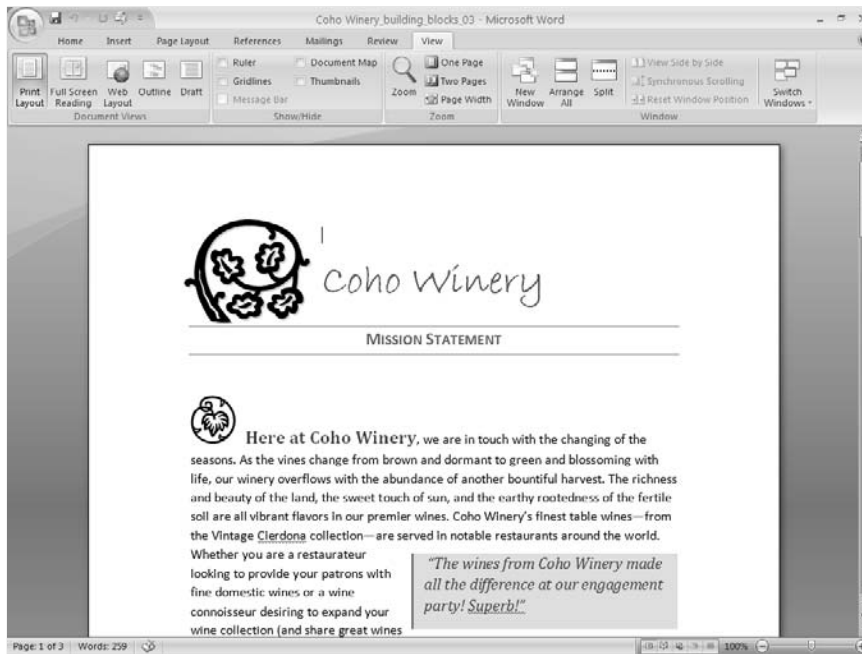 Coho Winery_building_blocks_03 - Microsoft Word
Home Insert Page Layout References Mailings Review View
Print Layout
Full Screen Reading
Web Layout
Outline
Draft
Document Views
Ruler
Gridlines
Message Bar
Document Map
Thumbnails
Show/Hide
Zoom
One Page
Two Pages
Page Width
Zoom
New Window
Arrange All
Split
View Side by Side
Synchronous Scrolling
Reset Window Position
Window
Switch Windows
Coho Winery
MISSION STATEMENT
Here at Coho Winery, we are in touch with the changing of the
seasons. As the vines change from brown and dormant to green and blossoming with
life, our winery overflows with the abundance of another bountiful harvest. The richness
and beauty of the land, the sweet touch of sun, and the earthy rootedness of the fertile
soil are all vibrant flavors in our premier wines. Coho Winery’s finest table wines—from
the Vintage Clerdona collection—are served in notable restaurants around the world.
Whether you are a restaurateur
looking to provide your patrons with
fine domestic wines or a wine
connoisseur desiring to expand your
wine collection (and share great wines
“The wines from Coho Winery made
all the difference at our engagement
party! Superb!”
Page: 1 of 3 Words: 259 100%